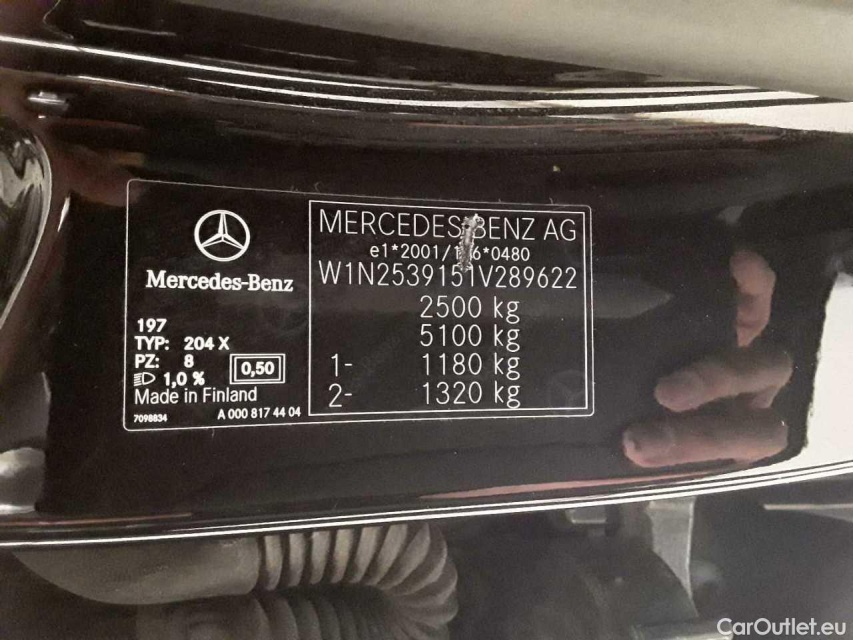 Mercedes-Benz
197
TYP: 204 X
PZ: 8
0,50
1,0 %
Made in Finland
7098834
A 000 817 44 04
MERCEDES-BENZ AG
W1N2539151V289622
2500 kg
5100 kg
1- 1180 kg
2- 1320 kg
CarOutlet.eu